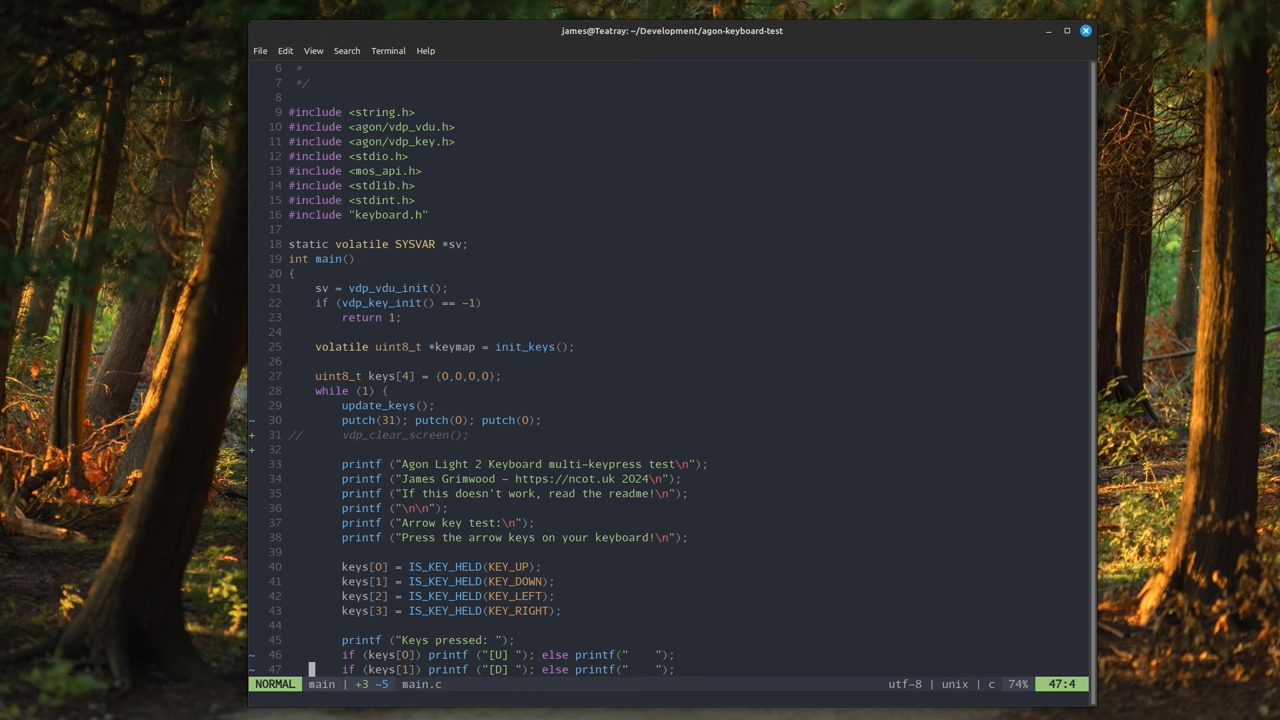 james@Teatray: ~/Development/agon-keyboard-test
File Edit View Search Terminal Help
6 *
7 */
8
9 #include <string.h>
10 #include <agon/vdp_vdu.h>
11 #include <agon/vdp_key.h>
12 #include <stdio.h>
13 #include <mos_api.h>
14 #include <stdlib.h>
15 #include <stdint.h>
16 #include "keyboard.h"
17
18 static volatile SYSVAR *sv;
19 int main()
20 {
21     sv = vdp_vdu_init();
22     if (vdp_key_init() == -1)
23         return 1;
24
25     volatile uint8_t *keymap = init_keys();
26
27     uint8_t keys[4] = {0,0,0,0};
28     while (1) {
29         update_keys();
~ 30         putch(31); putch(0); putch(0);
+ 31 //      vdp_clear_screen();
+ 32
33         printf ("Agon Light 2 Keyboard multi-keypress test\n");
34         printf ("James Grimwood - https://ncot.uk 2024\n");
35         printf ("If this doesn't work, read the readme!\n");
36         printf ("\n\n");
37         printf ("Arrow key test:\n");
38         printf ("Press the arrow keys on your keyboard!\n");
39
40         keys[0] = IS_KEY_HELD(KEY_UP);
41         keys[1] = IS_KEY_HELD(KEY_DOWN);
42         keys[2] = IS_KEY_HELD(KEY_LEFT);
43         keys[3] = IS_KEY_HELD(KEY_RIGHT);
44
45         printf ("Keys pressed: ");
~ 46         if (keys[0]) printf ("[U] "); else printf("    ");
~ 47         if (keys[1]) printf ("[D] "); else printf("    ");
NORMAL main | +3 ~5 main.c utf-8 | unix | c 74% 47:4